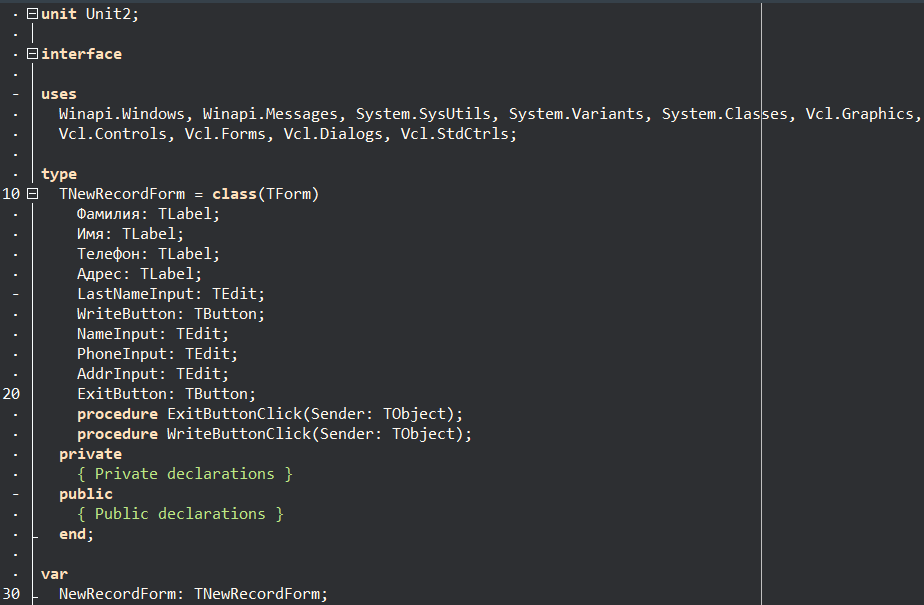 unit Unit2;
interface
uses
Winapi.Windows, Winapi.Messages, System.SysUtils, System.Variants, System.Classes, Vcl.Graphics,
Vcl.Controls, Vcl.Forms, Vcl.Dialogs, Vcl.StdCtrls;
type
10 TNewRecordForm = class(TForm)
Фамилия: TLabel;
Имя: TLabel;
Телефон: TLabel;
Адрес: TLabel;
LastNameInput: TEdit;
WriteButton: TButton;
NameInput: TEdit;
PhoneInput: TEdit;
AddrInput: TEdit;
20 ExitButton: TButton;
procedure ExitButtonClick(Sender: TObject);
procedure WriteButtonClick(Sender: TObject);
private
{ Private declarations }
public
{ Public declarations }
end;
var
30 NewRecordForm: TNewRecordForm;